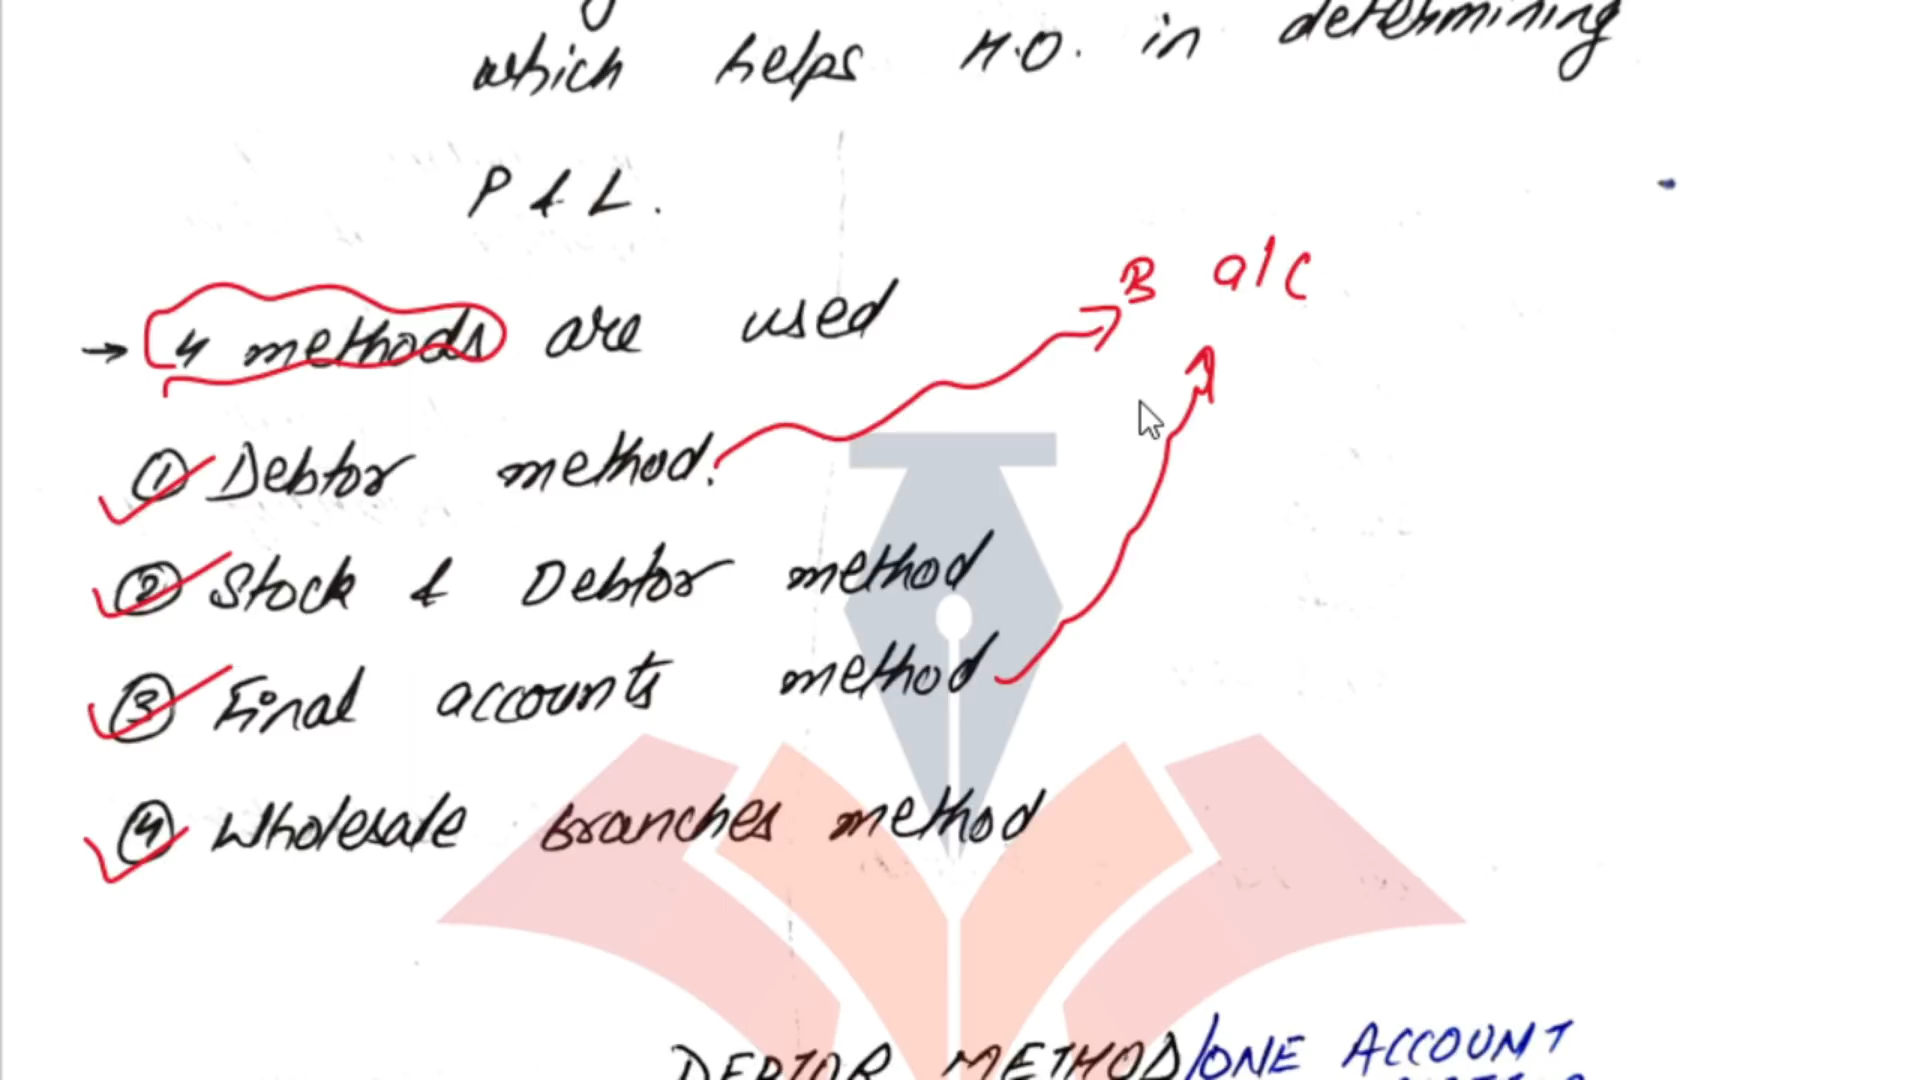 which helps H.O. in determining
P & L.
B a/c
→ 4 methods are used
① Debtor method.
② Stock & Debtor method
③ Final accounts method
④ Wholesale Branches method
DEBTOR METHOD/ONE ACCOUNT